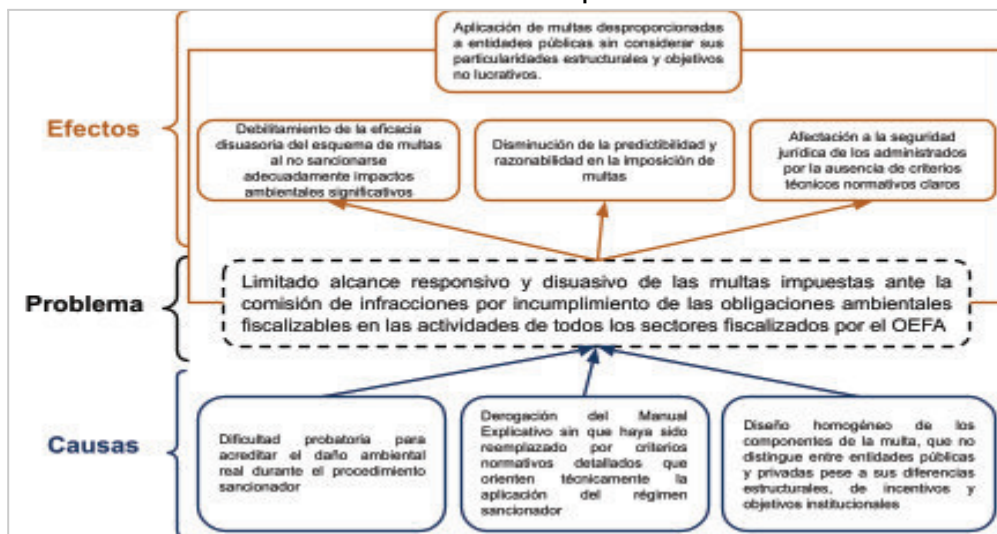 Aplicación de multas desproporcionadas
a entidades públicas sin considerar sus
particularidades estructurales y objetivos
no lucrativos.
Efectos
Debilitamiento de la eficacia
disuasoria del esquema de multas
al no sancionarse
adecuadamente impactos
ambientales significativos
Disminución de la predictibilidad y
razonabilidad en la imposición de
multas
Afectación a la seguridad
jurídica de los administrados
por la ausencia de criterios
técnicos normativos claros
Problema
Limitado alcance responsivo y disuasivo de las multas impuestas ante la
comisión de infracciones por incumplimiento de las obligaciones ambientales
fiscalizables en las actividades de todos los sectores fiscalizados por el OEFA
Causas
Dificultad probatoria para
acreditar el daño ambiental
real durante el procedimiento
sancionador
Derogación del Manual
Explicativo sin que haya sido
reemplazado por criterios
normativos detallados que
orienten técnicamente la
aplicación del régimen
sancionador
Diseño homogéneo de los
componentes de la multa, que no
distingue entre entidades públicas
y privadas pese a sus diferencias
estructurales, de incentivos y
objetivos institucionales